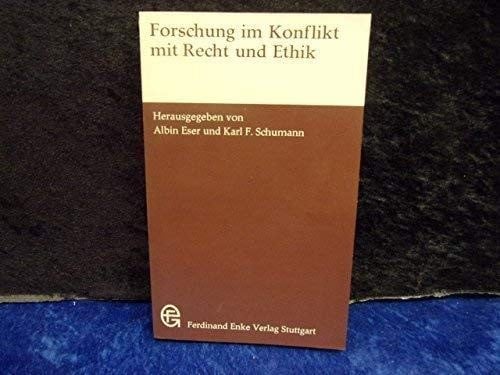 Forschung im Konflikt
mit Recht und Ethik
Herausgegeben von
Albin Eser und Karl F. Schumann
Ferdinand Enke Verlag Stuttgart